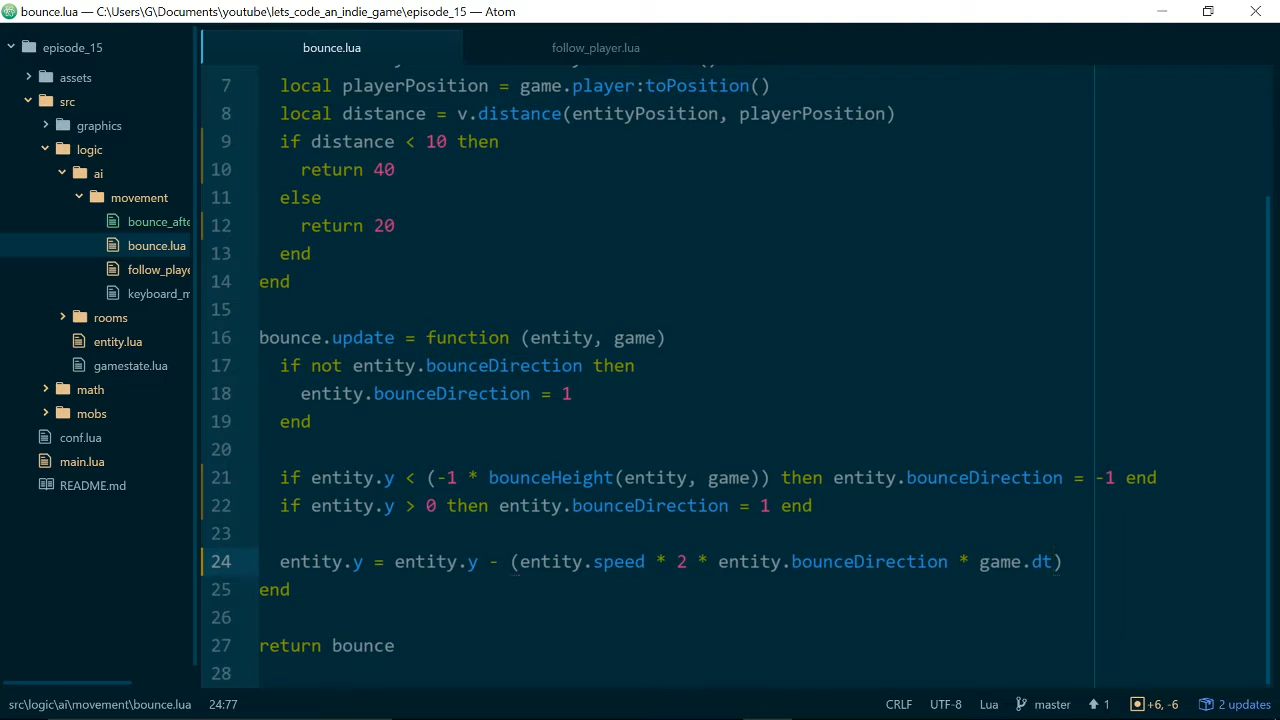 bounce.lua — C:\Users\G\Documents\youtube\lets_code_an_indie_game\episode_15 — Atom
episode_15
assets
src
graphics
logic
ai
movement
bounce_afte
bounce.lua
follow_playe
keyboard_m
rooms
entity.lua
gamestate.lua
math
mobs
conf.lua
main.lua
README.md
bounce.lua
follow_player.lua
7 local playerPosition = game.player:toPosition()
8 local distance = v.distance(entityPosition, playerPosition)
9 if distance < 10 then
10 return 40
11 else
12 return 20
13 end
14 end
15
16 bounce.update = function (entity, game)
17 if not entity.bounceDirection then
18 entity.bounceDirection = 1
19 end
20
21 if entity.y < (-1 * bounceHeight(entity, game)) then entity.bounceDirection = -1 end
22 if entity.y > 0 then entity.bounceDirection = 1 end
23
24 entity.y = entity.y - (entity.speed * 2 * entity.bounceDirection * game.dt)
25 end
26
27 return bounce
28
src\logic\ai\movement\bounce.lua 24:77 CRLF UTF-8 Lua master 1 +6, -6 2 updates